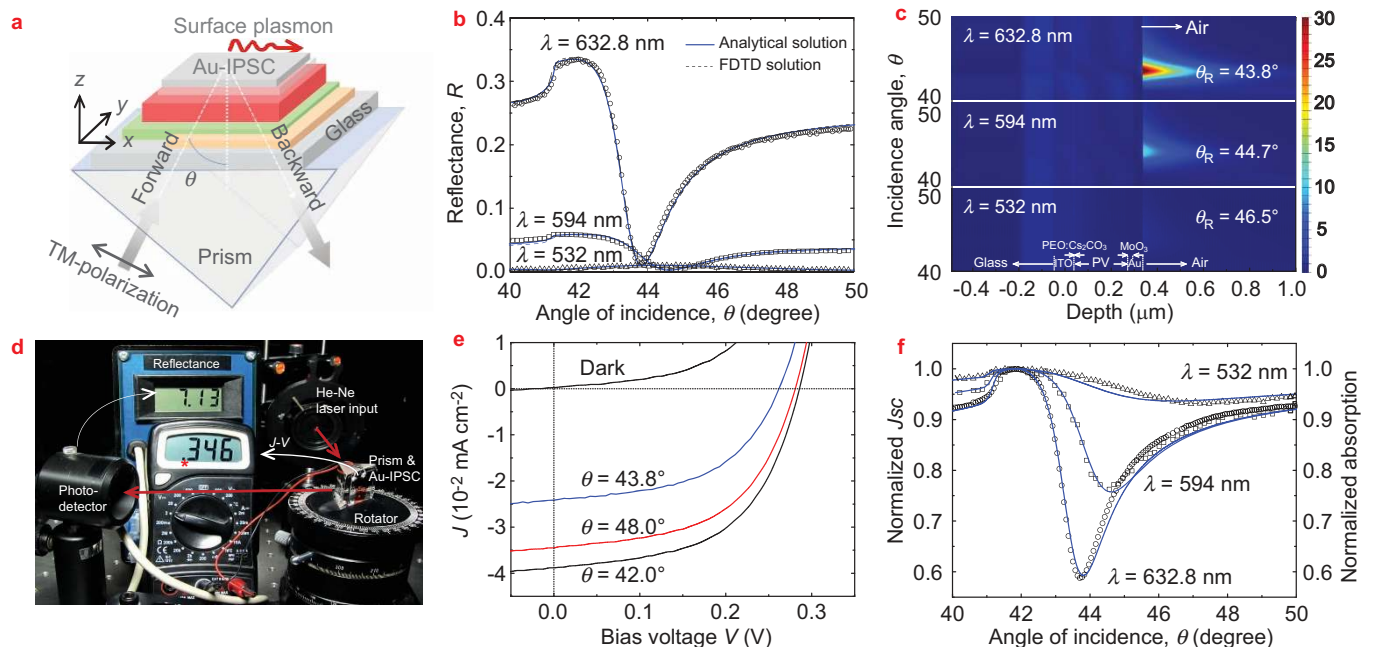 a
Surface plasmon
Au-IPSC
z
y
x
Glass
Forward
Backward
θ
Prism
TM-polarization
b
Reflectance, R
0.4
0.3
0.2
0.1
0.0
λ = 632.8 nm
Analytical solution
FDTD solution
λ = 594 nm
λ = 532 nm
40 42 44 46 48 50
Angle of incidence, θ (degree)
c
Incidence angle, θ
50
λ = 632.8 nm
Air
θR = 43.8°
40
50
λ = 594 nm
θR = 44.7°
40
50
λ = 532 nm
θR = 46.5°
PEO:Cs2CO3
MoO3
Glass
ITO
PV
Au
Air
40
-0.4 -0.2 0.0 0.2 0.4 0.6 0.8 1.0
Depth (μm)
30
25
20
15
10
5
0
d
Reflectance
7.13
He-Ne
laser input
346
*
J-V
Prism &
Au-IPSC
Photo-
detector
Rotator
e
J (10-2 mA cm-2)
1
0
-1
-2
-3
-4
Dark
θ = 43.8°
θ = 48.0°
θ = 42.0°
0.0 0.1 0.2 0.3
Bias voltage V (V)
f
Normalized Jsc
1.0
0.9
0.8
0.7
0.6
λ = 532 nm
λ = 594 nm
λ = 632.8 nm
1.0
0.9
0.8
0.7
0.6
Normalized absorption
40 42 44 46 48 50
Angle of incidence, θ (degree)